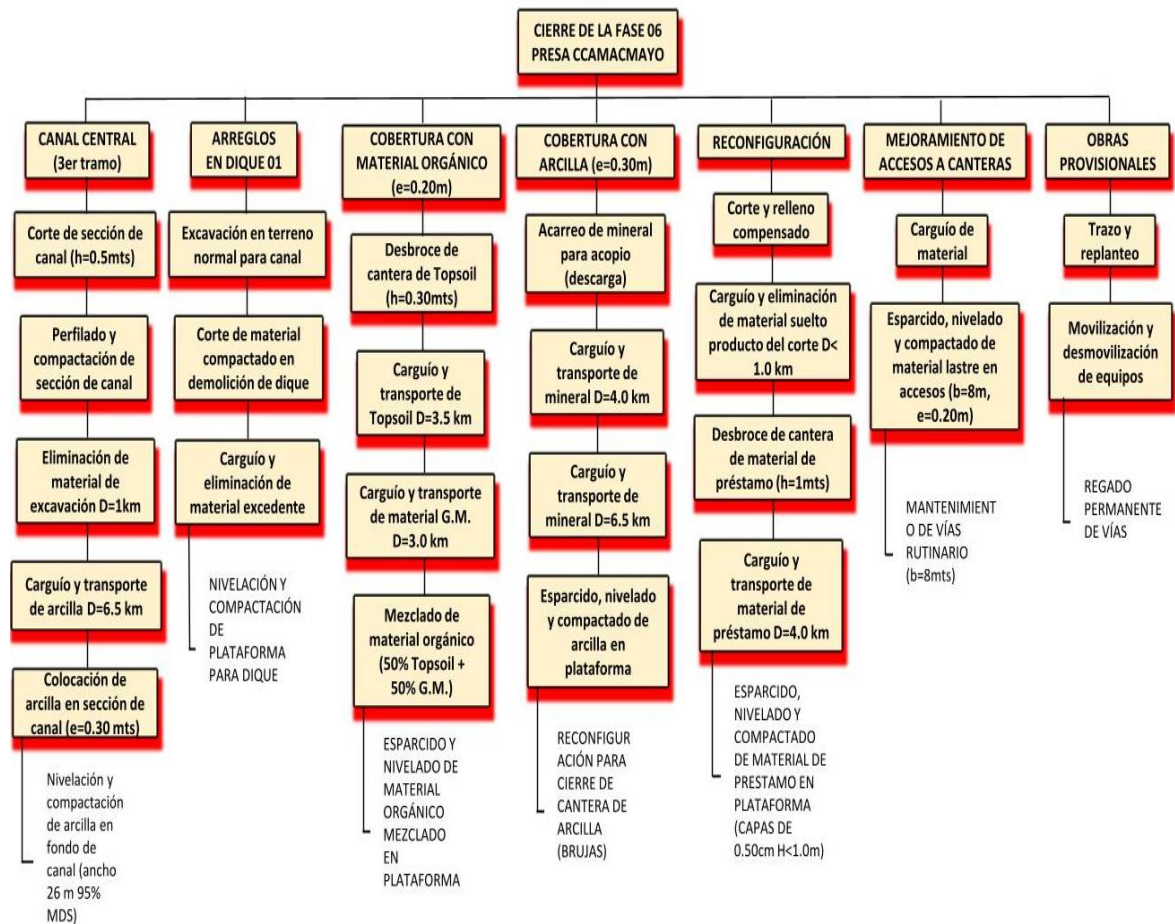 CIERRE DE LA FASE 06
PRESA CCAMACMAYO
CANAL CENTRAL
(3er tramo)
Corte de sección de
canal (h=0.5mts)
Perfilado y
compactación de
sección de canal
Eliminación de
material de
excavación D=1km
Carguío y transporte
de arcilla D=6.5 km
Colocación de
arcilla en sección de
canal (e=0.30 mts)
Nivelación y
compactación
de arcilla en
fondo de
canal (ancho
26 m 95%
MDS)
ARREGLOS
EN DIQUE 01
Excavación en terreno
normal para canal
Corte de material
compactado en
demolición de dique
Carguío y
eliminación de
material excedente
NIVELACIÓN Y
COMPACTACIÓN
DE
PLATAFORMA
PARA DIQUE
COBERTURA CON
MATERIAL ORGÁNICO
(e=0.20m)
Desbroce de
cantera de Topsoil
(h=0.30mts)
Carguío y
transporte de
Topsoil D=3.5 km
Carguío y transporte
de material G.M.
D=3.0 km
Mezclado de
material orgánico
(50% Topsoil +
50% G.M.)
ESPARCIDO Y
NIVELADO DE
MATERIAL
ORGÁNICO
MEZCLADO
EN
PLATAFORMA
COBERTURA CON
ARCILLA (e=0.30m)
Acarreo de mineral
para acopio
(descarga)
Carguío y
transporte de
mineral D=4.0 km
Carguío y
transporte de
mineral D=6.5 km
Esparcido, nivelado
y compactado de
arcilla en
plataforma
RECONFIGUR
ACIÓN PARA
CIERRE DE
CANTERA DE
ARCILLA
(BRUJAS)
RECONFIGURACIÓN
Corte y relleno
compensado
Carguío y eliminación
de material suelto
producto del corte D<
1.0 km
Desbroce de cantera
de material de
préstamo (h=1mts)
Carguío y
transporte de
material de
préstamo D=4.0 km
ESPARCIDO,
NIVELADO Y
COMPACTADO
DE MATERIAL DE
PRESTAMO EN
PLATAFORMA
(CAPAS DE
0.50cm H<1.0m)
MEJORAMIENTO DE
ACCESOS A CANTERAS
Carguío de
material
Esparcido, nivelado
y compactado de
material lastre en
accesos (b=8m,
e=0.20m)
MANTENIMIENT
O DE VÍAS
RUTINARIO
(b=8mts)
OBRAS
PROVISIONALES
Trazo y
replanteo
Movilización y
desmovilización
de equipos
REGADO
PERMANENTE
DE VÍAS